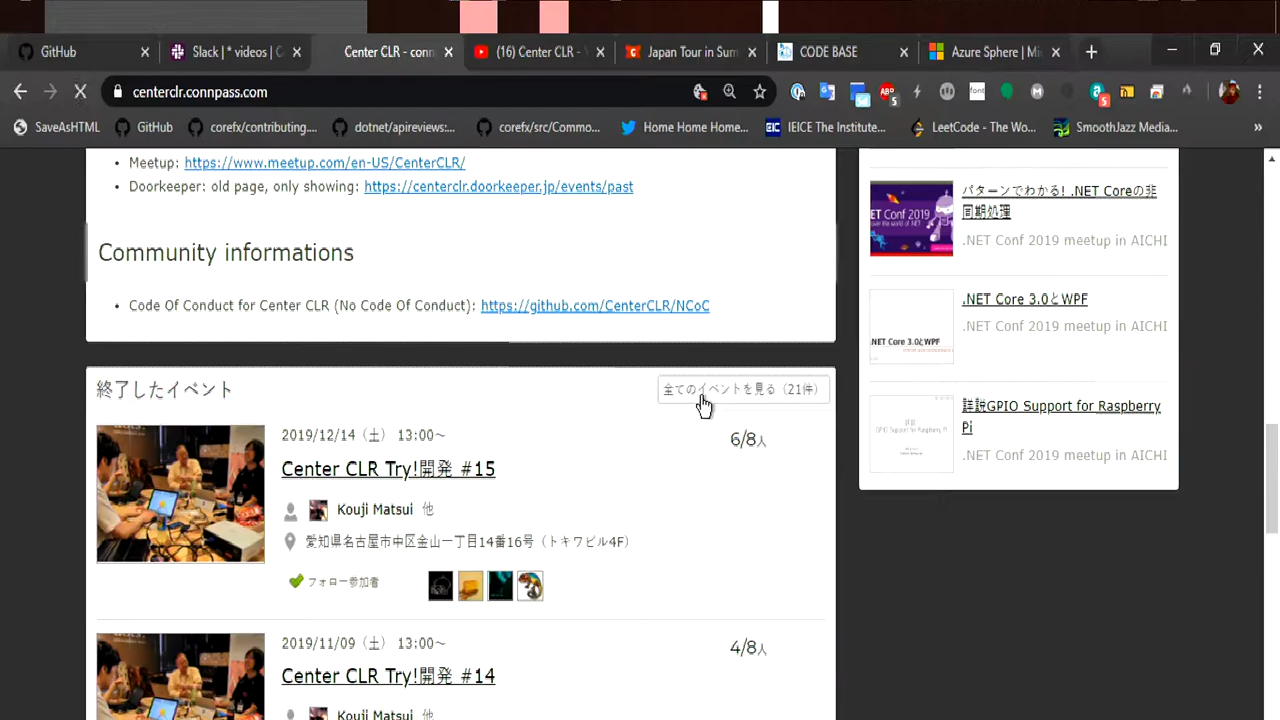 GitHub
Slack | * videos | C
Center CLR - conn
(16) Center CLR -
Japan Tour in Sum
CODE BASE
Azure Sphere | Mi
centerclr.connpass.com
SaveAsHTML
GitHub
corefx/contributing....
dotnet/apireviews:...
corefx/src/Commo...
Home Home Home...
IEICE The Institute...
LeetCode - The Wo...
SmoothJazz Media...
Meetup: https://www.meetup.com/en-US/CenterCLR/
Doorkeeper: old page, only showing: https://centerclr.doorkeeper.jp/events/past
Community informations
Code Of Conduct for Center CLR (No Code Of Conduct): https://github.com/CenterCLR/NCoC
終了したイベント
全てのイベントを見る（21件）
2019/12/14（土） 13:00～
6/8人
Center CLR Try!開発 #15
Kouji Matsui 他
愛知県名古屋市中区金山一丁目14番16号（トキワビル4F）
フォロー参加者
2019/11/09（土） 13:00～
4/8人
Center CLR Try!開発 #14
Kouji Matsui 他
パターンでわかる! .NET Coreの非
同期処理
.NET Conf 2019 meetup in AICHI
.NET Core 3.0とWPF
.NET Conf 2019 meetup in AICHI
詳説GPIO Support for Raspberry
Pi
.NET Conf 2019 meetup in AICHI